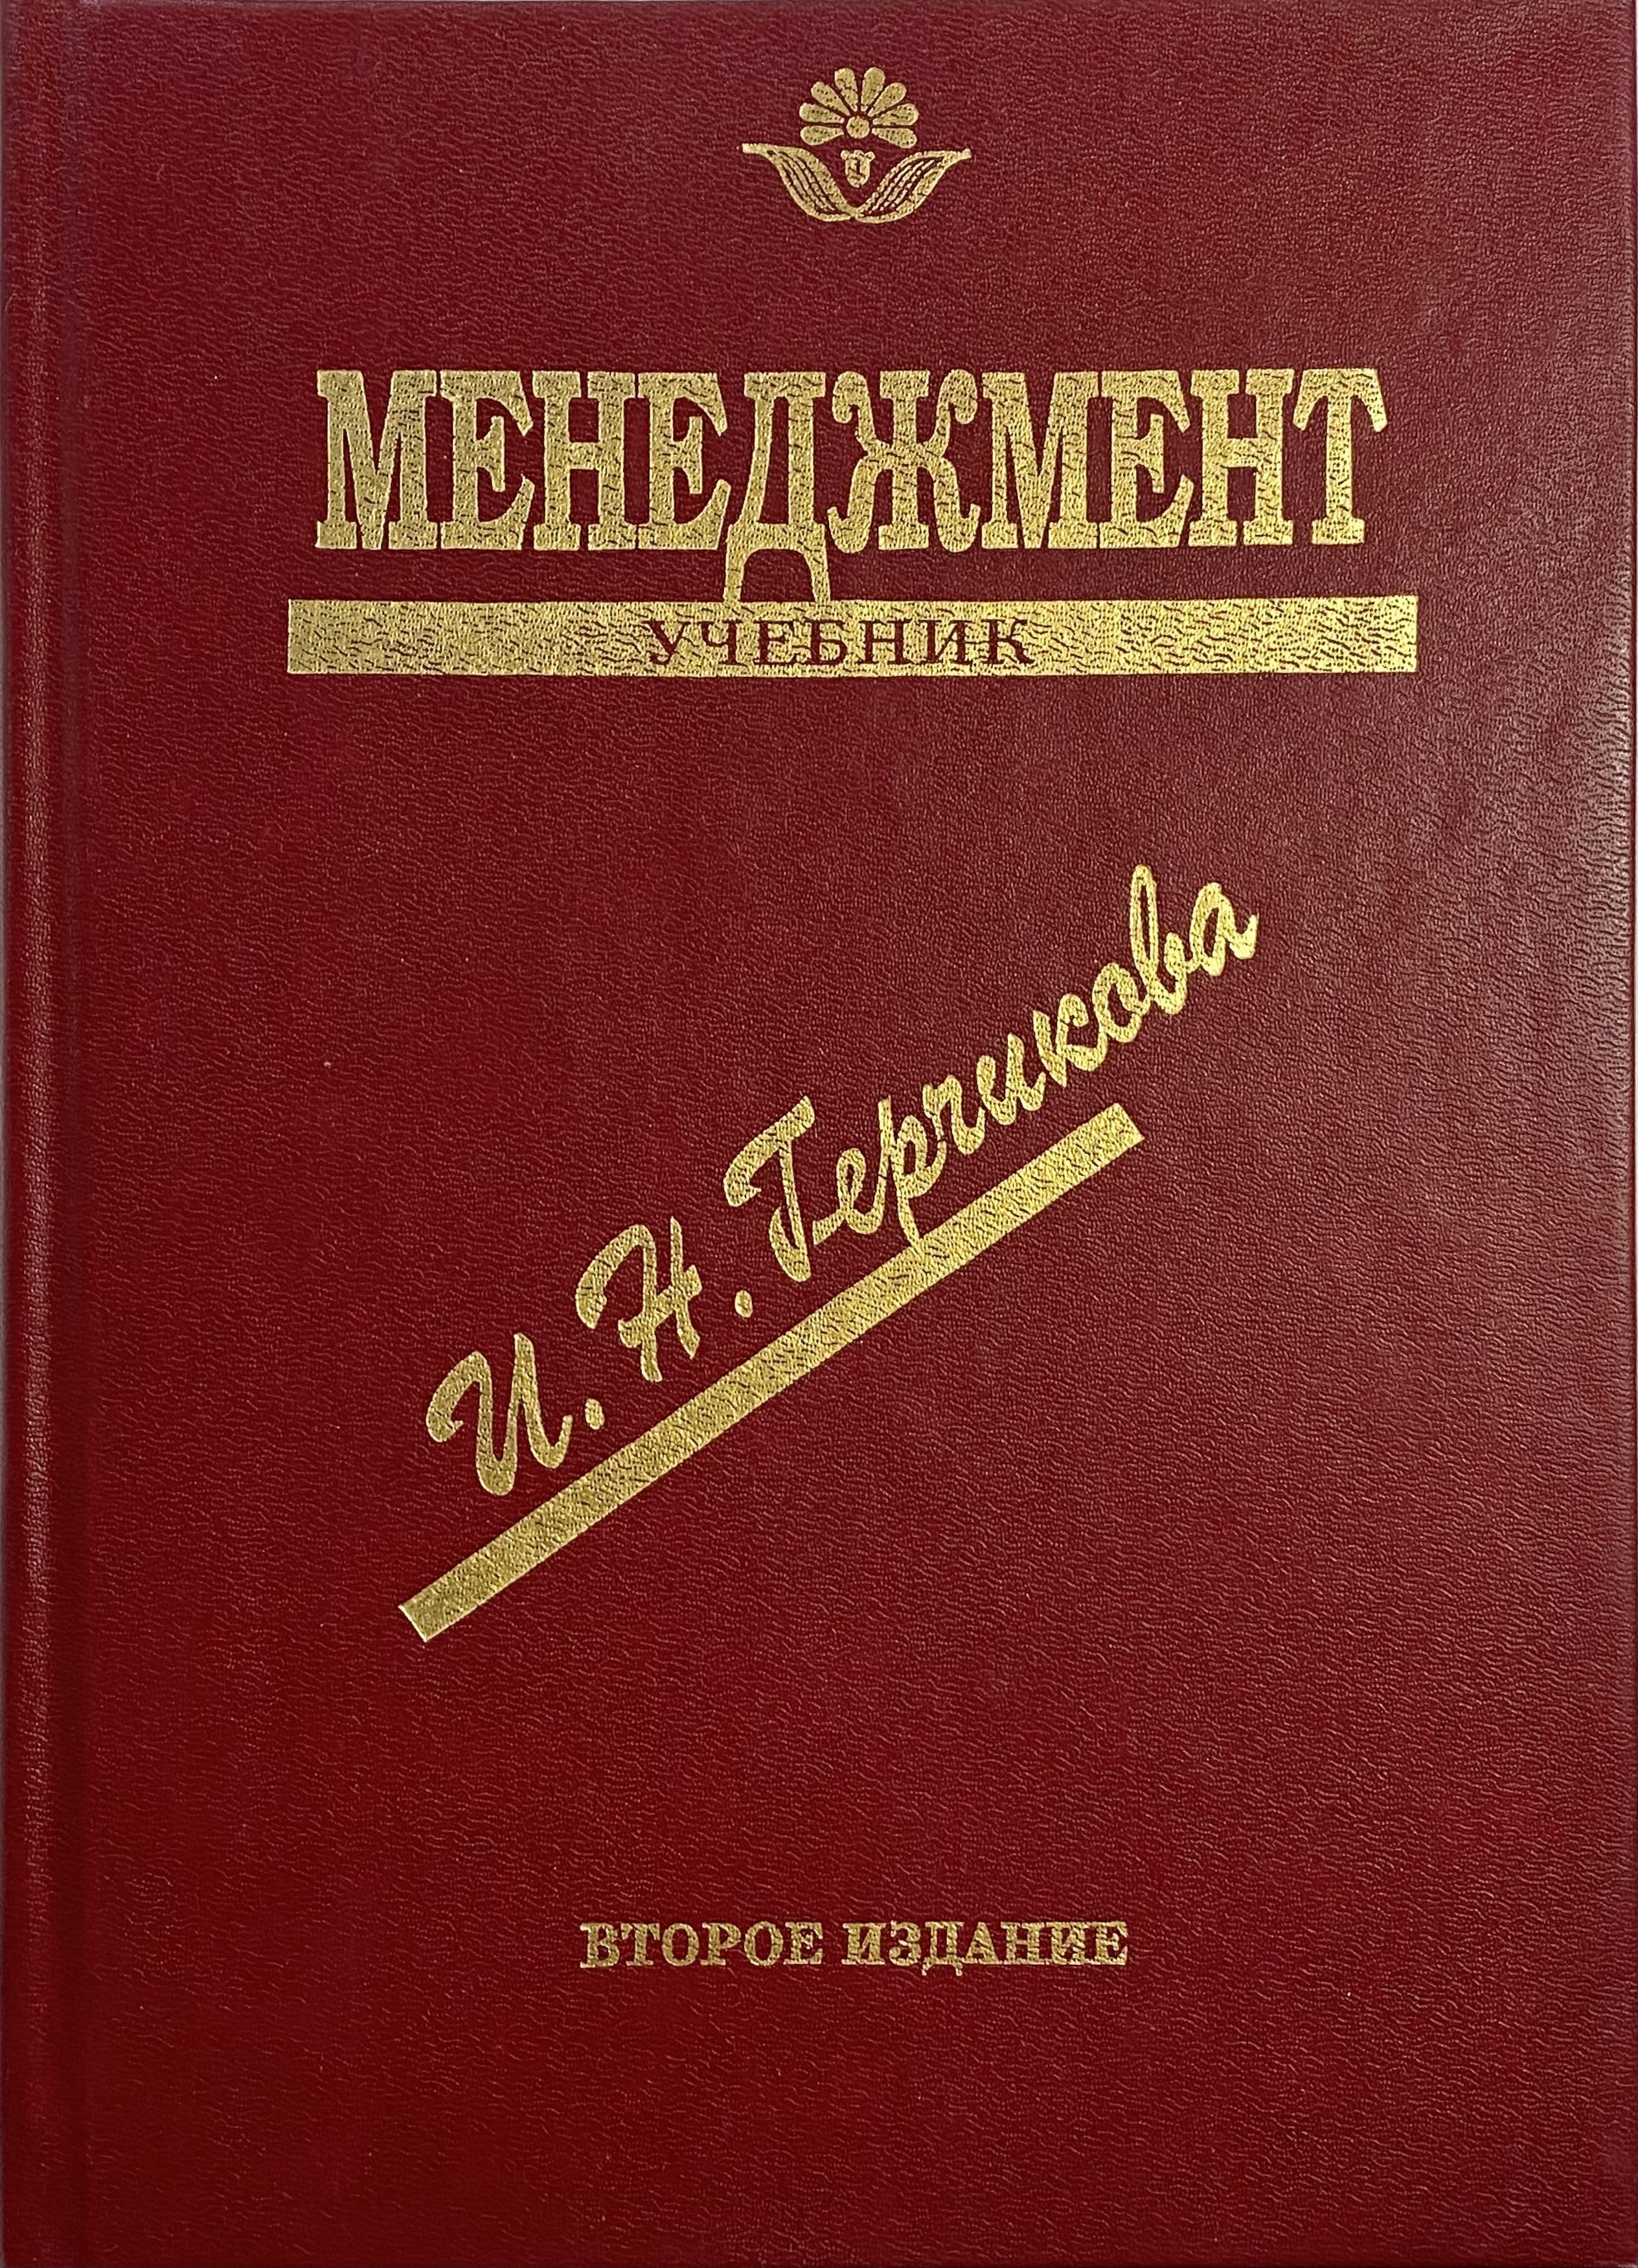 МЕНЕДЖМЕНТ
УЧЕБНИК
И. Н. Герчикова
ВТОРОЕ ИЗДАНИЕ